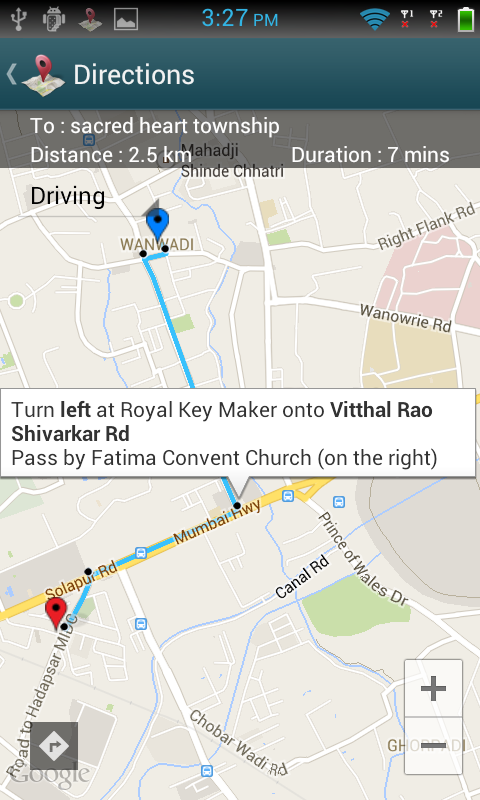 3:27 PM
Directions
To : sacred heart township
Distance : 2.5 km
Duration : 7 mins
Mahadji
Shinde Chhatri
Driving
WANWADI
Right Flank Rd
Wanowrie Rd
Turn left at Royal Key Maker onto Vitthal Rao
Shivarkar Rd
Pass by Fatima Convent Church (on the right)
Mumbai Hwy
Prince of Wales Dr
Solapur Rd
Canal Rd
Road to Hadapsar MIDC
Chobar Wadi Rd
GHORPADI
Google